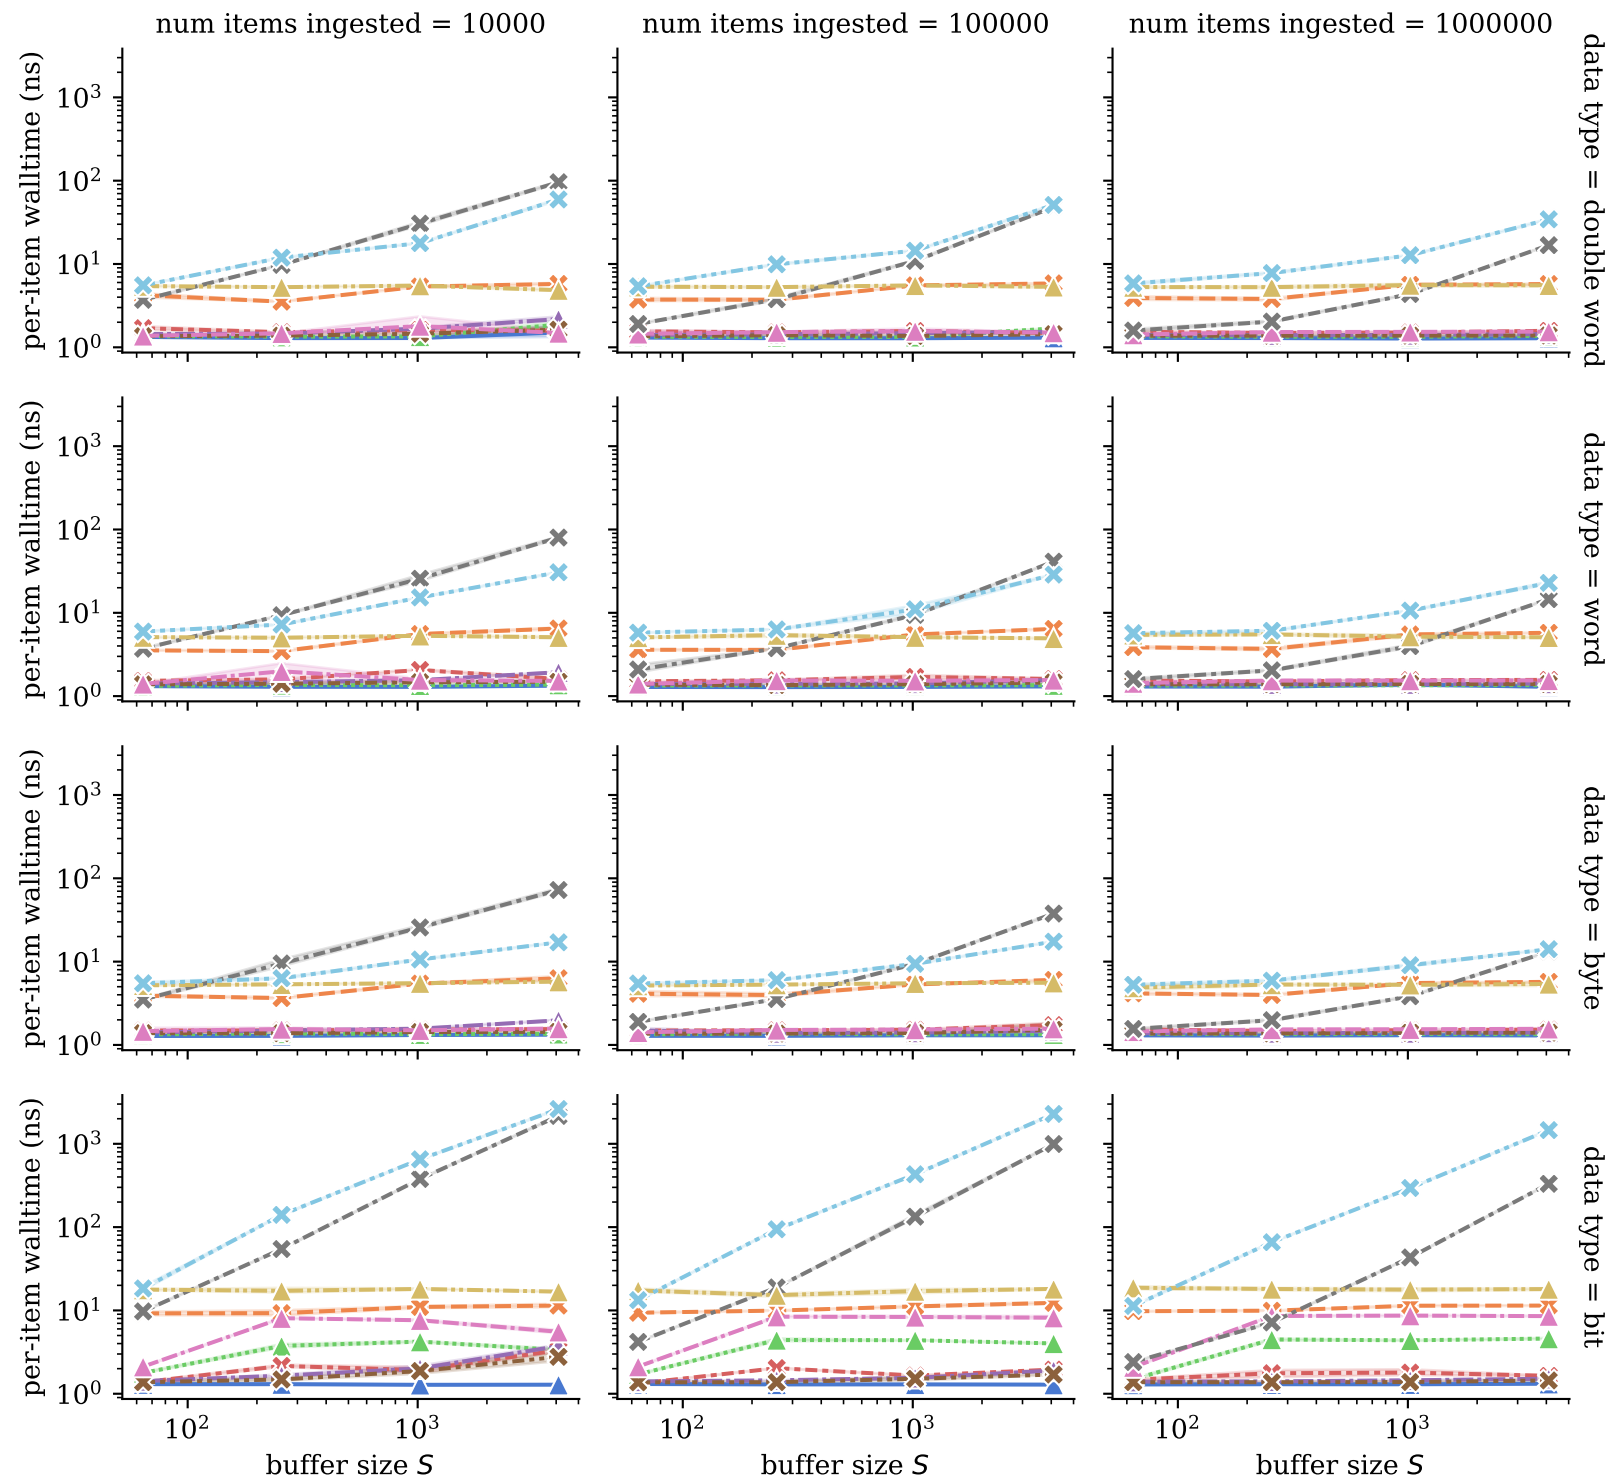 num items ingested = 10000
num items ingested = 100000
num items ingested = 1000000
per-item walltime (ns)
10³
10²
10¹
10⁰
data type = double word
per-item walltime (ns)
10³
10²
10¹
10⁰
data type = word
per-item walltime (ns)
10³
10²
10¹
10⁰
data type = byte
per-item walltime (ns)
10³
10²
10¹
10⁰
data type = bit
10² 10³
10² 10³
10² 10³
buffer size S
buffer size S
buffer size S